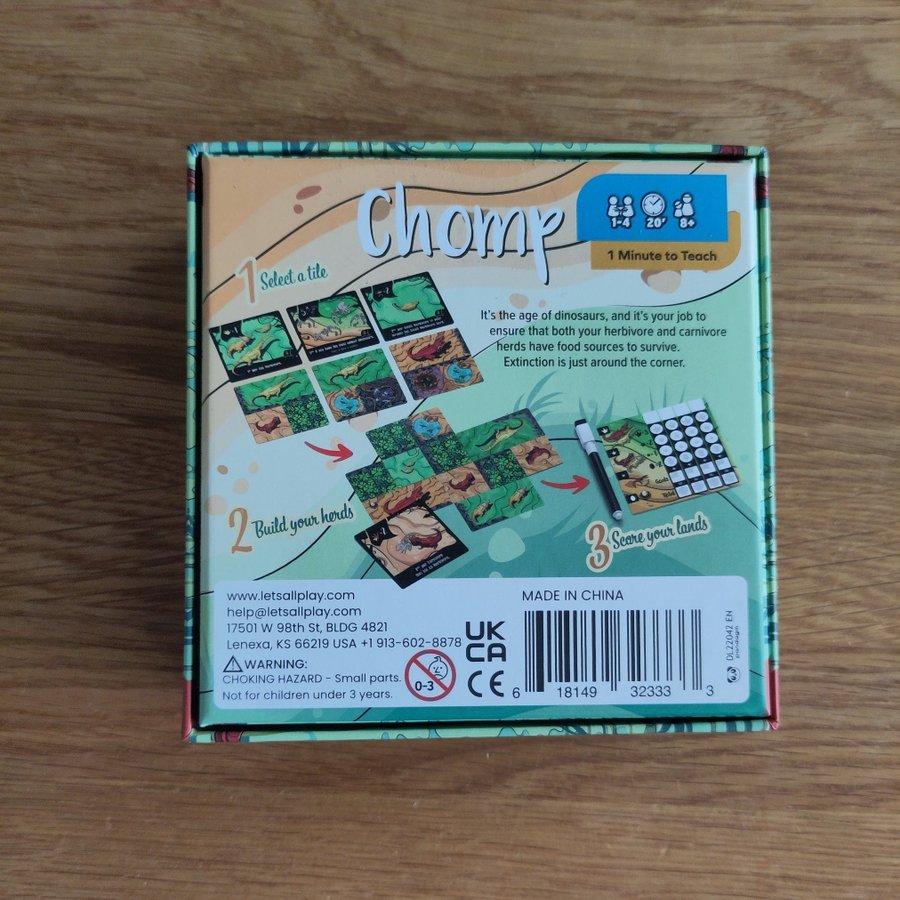 Chomp
1-4 20' 8+
1 Minute to Teach
1 Select a tile
It's the age of dinosaurs, and it's your job to
ensure that both your herbivore and carnivore
herds have food sources to survive.
Extinction is just around the corner.
2 Build your herds
3 Score your lands
www.letsallplay.com
help@letsallplay.com
17501 W 98th St, BLDG 4821
Lenexa, KS 66219 USA +1 913-602-8878
WARNING:
CHOKING HAZARD - Small parts.
Not for children under 3 years.
0-3
UK
CA
CE
MADE IN CHINA
6 18149 32333 3
DL22042 EN